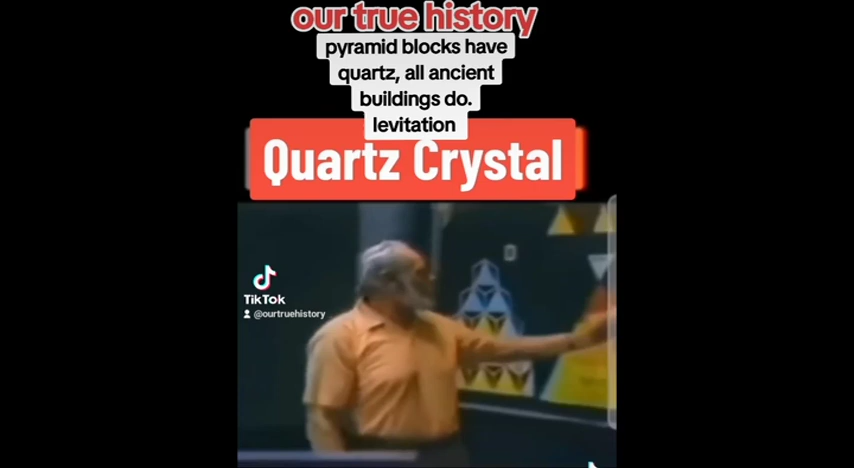 our true history
pyramid blocks have
quartz, all ancient
buildings do.
levitation
Quartz Crystal
TikTok
@ourtruehistory